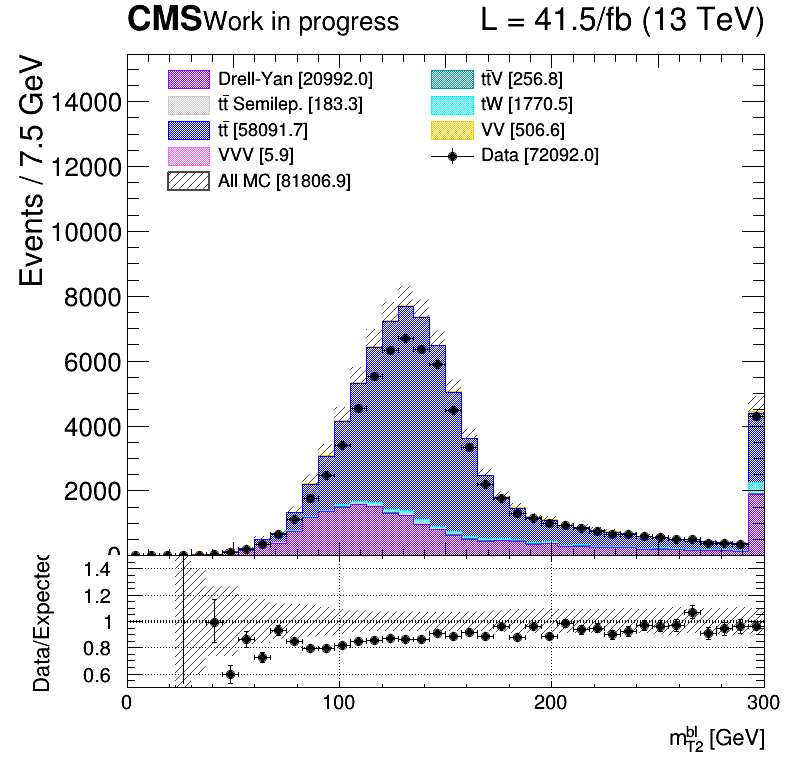 CMS Work in progress L = 41.5/fb (13 TeV)
Events / 7.5 GeV
Drell-Yan [20992.0]
tt̄ Semilep. [183.3]
tt̄ [58091.7]
VVV [5.9]
All MC [81806.9]
tt̄V [256.8]
tW [1770.5]
VV [506.6]
Data [72092.0]
14000
12000
10000
8000
6000
4000
2000
0
Data/Expected
1.4
1.2
1
0.8
0.6
0 100 200 300
m_T2^bl [GeV]